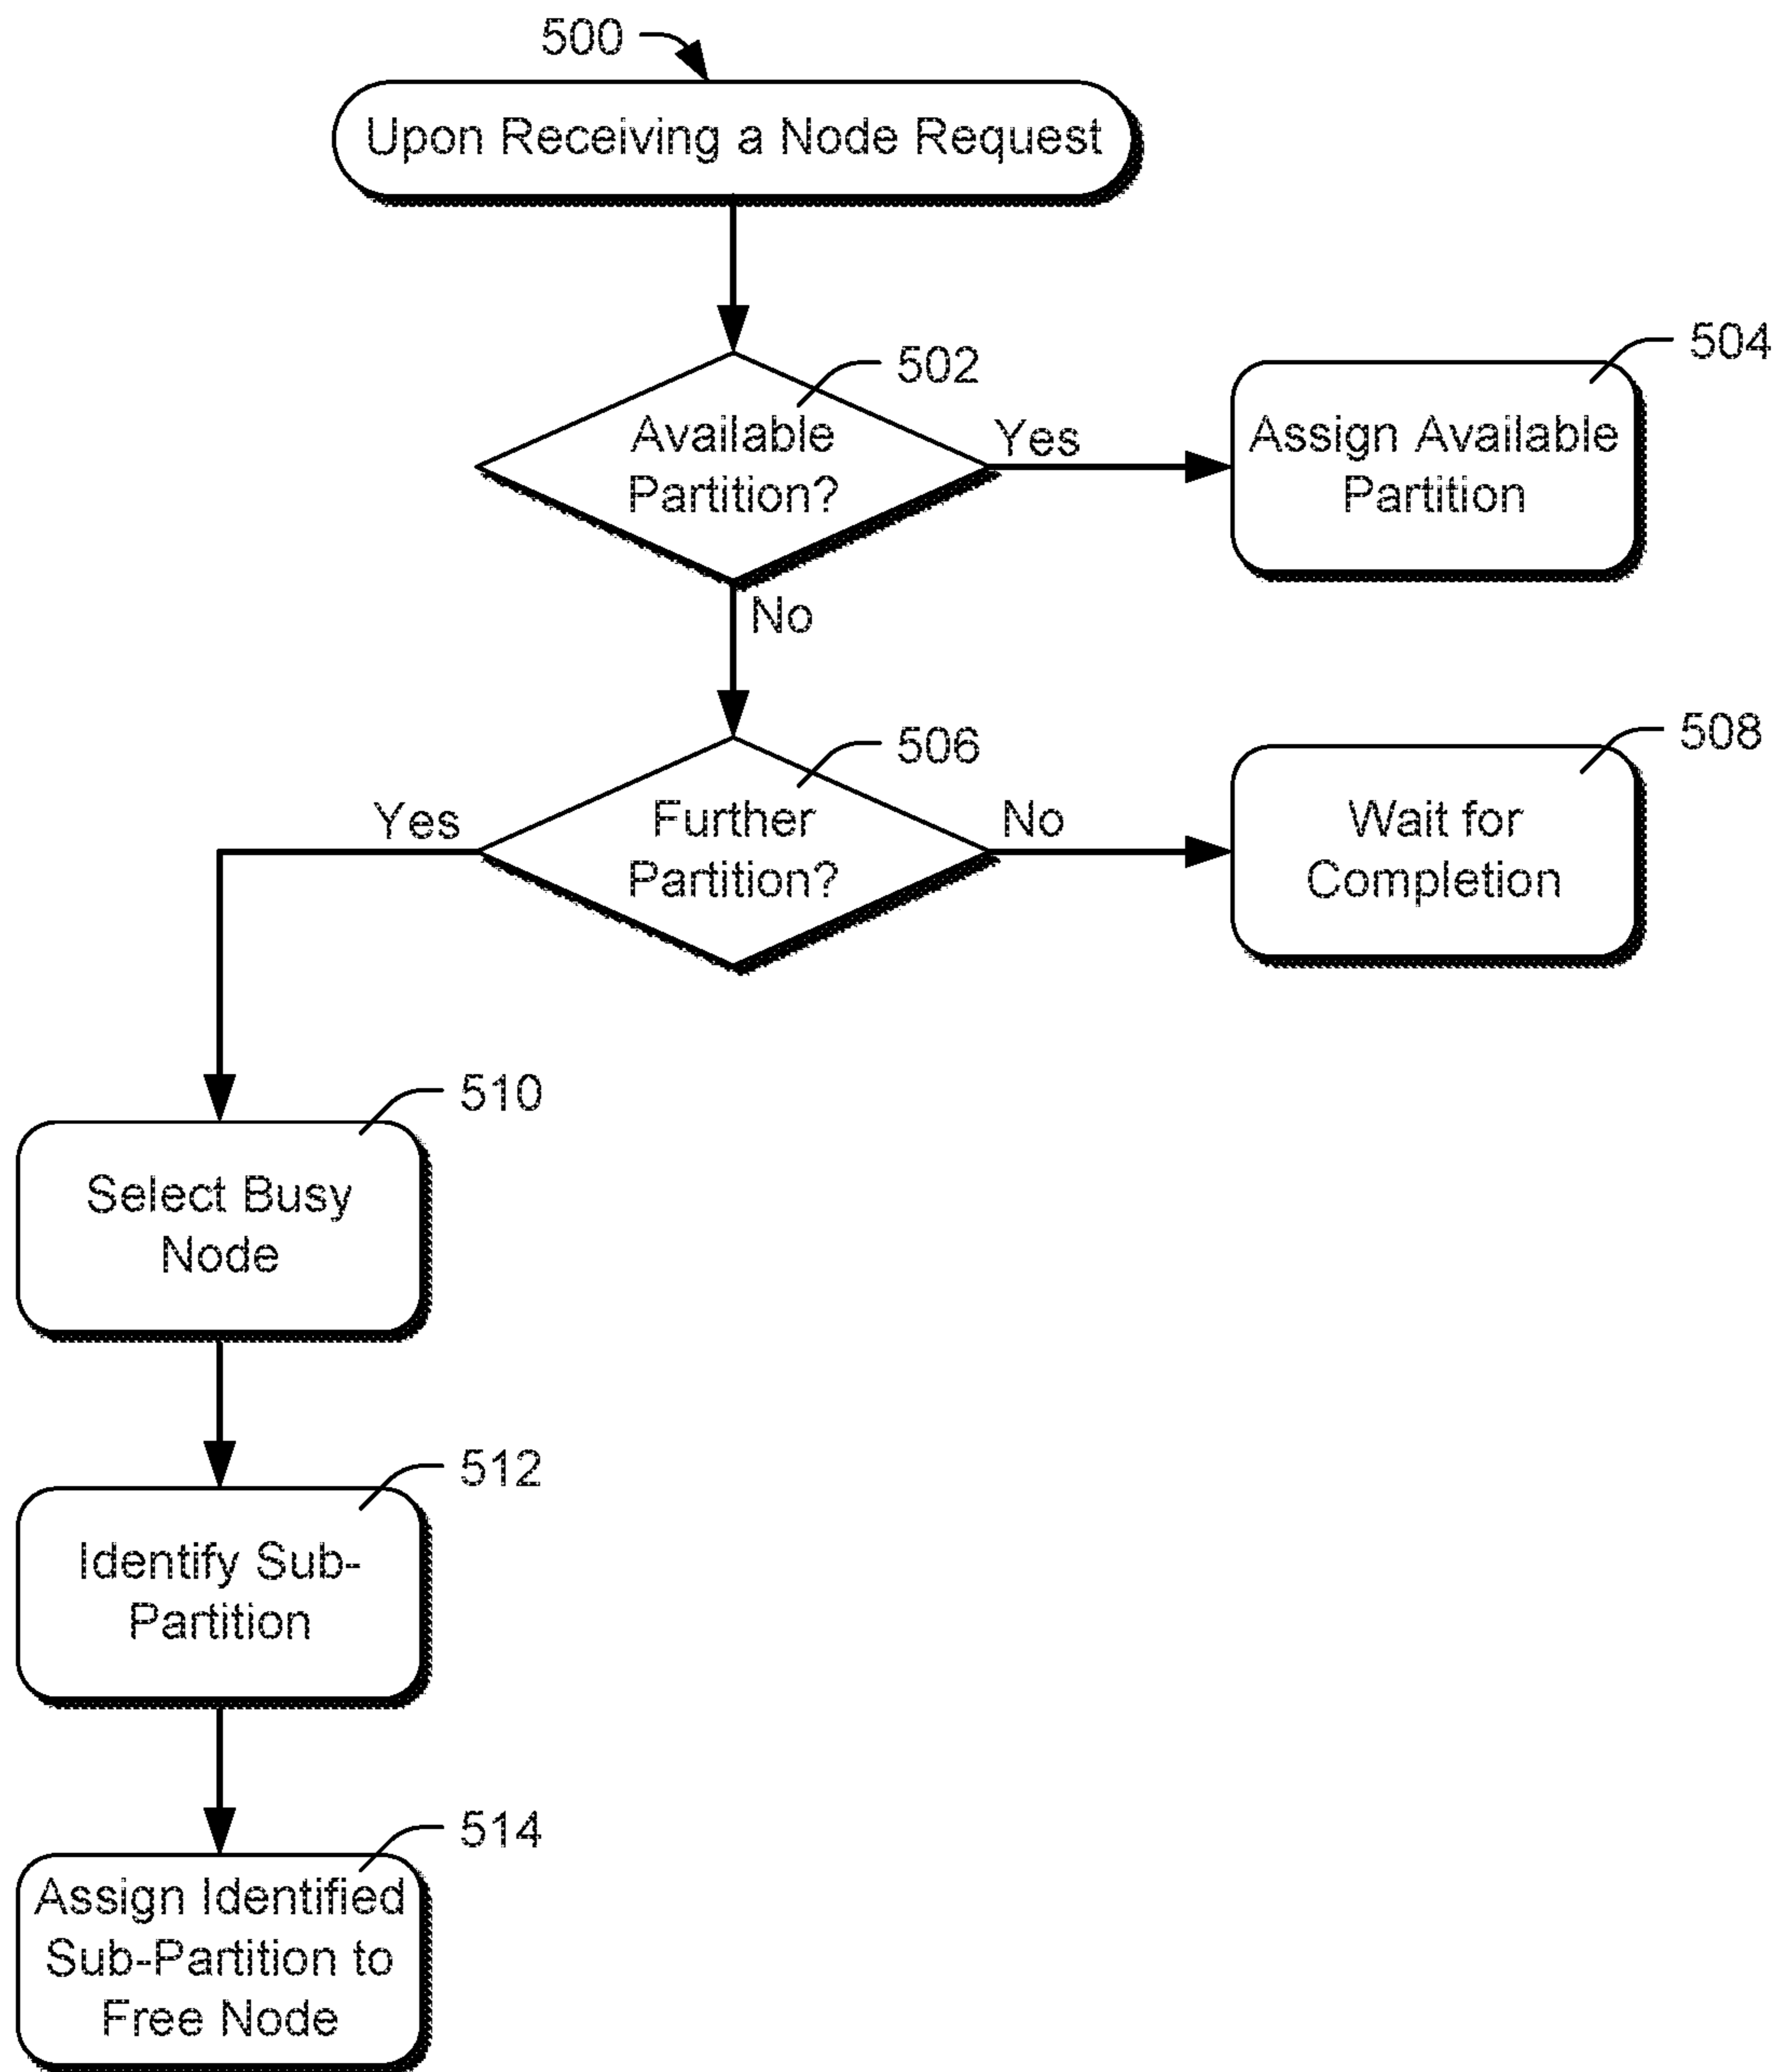 500
Upon Receiving a Node Request
502
Available
Partition?
Yes
504
Assign Available
Partition
No
506
Further
Partition?
Yes
No
508
Wait for
Completion
510
Select Busy
Node
512
Identify Sub-
Partition
514
Assign Identified
Sub-Partition to
Free Node